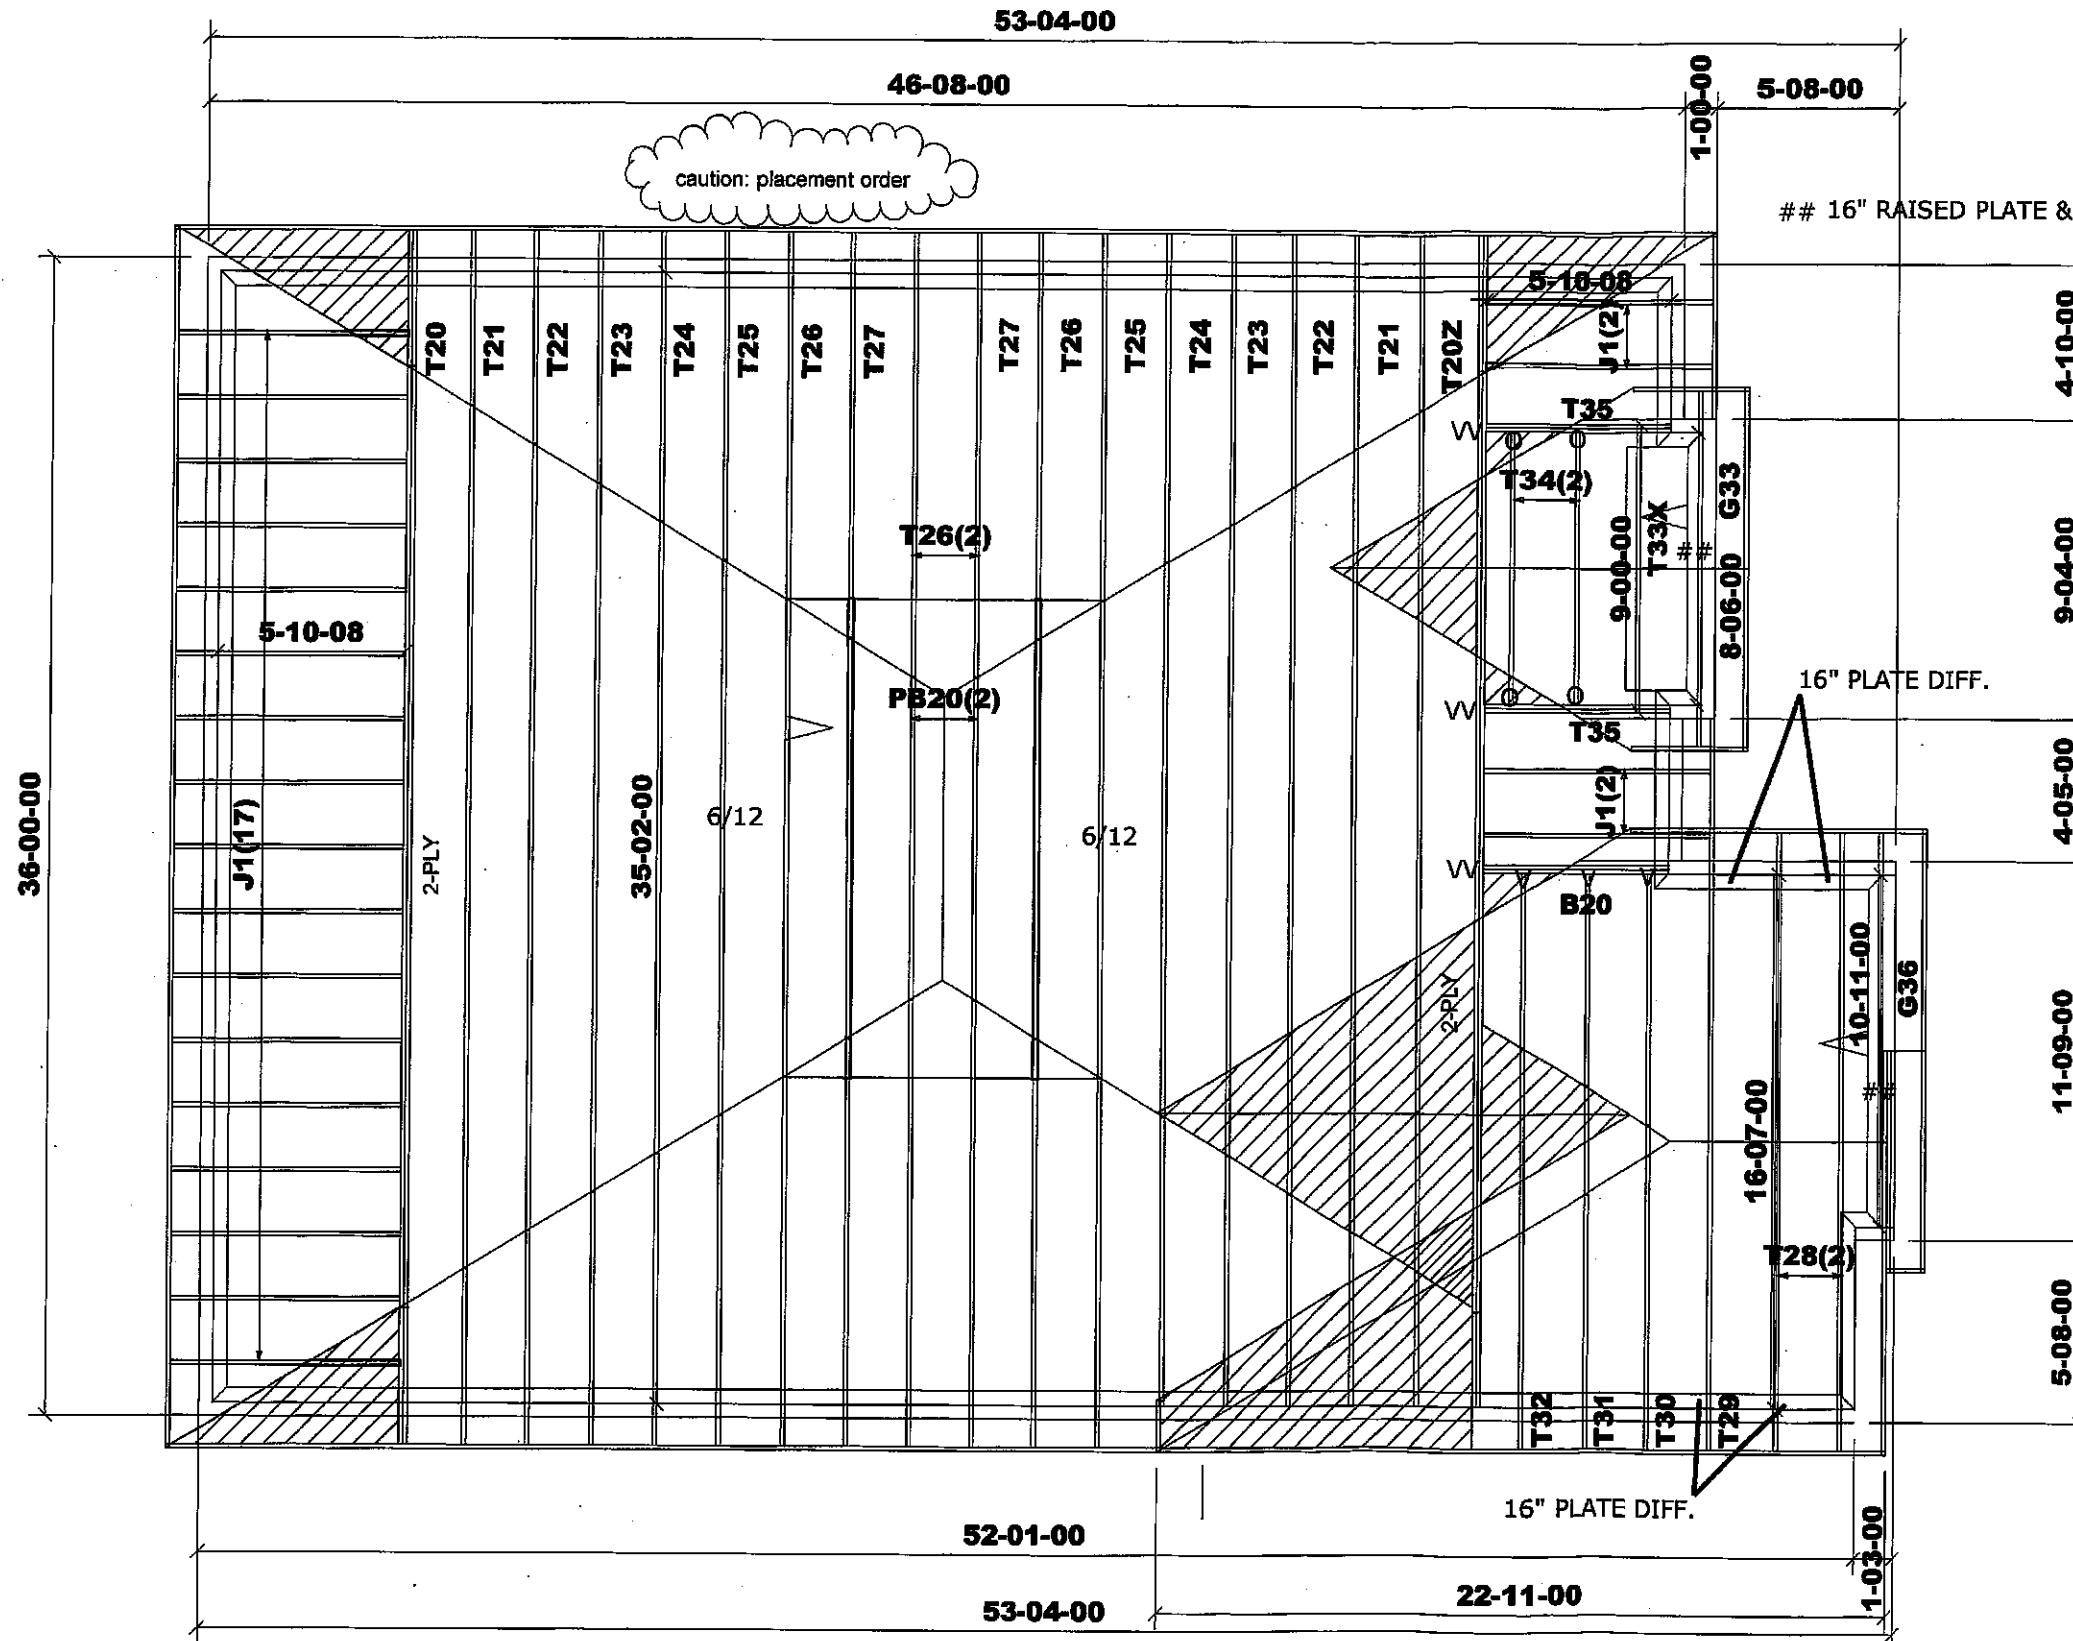 53-04-00
46-08-00
1-00-00
5-08-00
caution: placement order
## 16" RAISED PLATE &
5-10-08
J1(2)
4-10-00
T20
T21
T22
T23
T24
T25
T26
T27
T27
T26
T25
T24
T23
T22
T21
T20Z
T35
T34(2)
G33
T33X
##
9-00-00
8-06-00
9-04-00
T26(2)
5-10-08
PB20(2)
16" PLATE DIFF.
T35
J1(2)
4-05-00
36-00-00
J1(17)
2-PLY
35-02-00
6/12
6/12
B20
2-PLY
10-11-00
G36
11-09-00
##
16-07-00
T28(2)
5-08-00
T32
T31
T30
T29
16" PLATE DIFF.
52-01-00
1-03-00
22-11-00
53-04-00